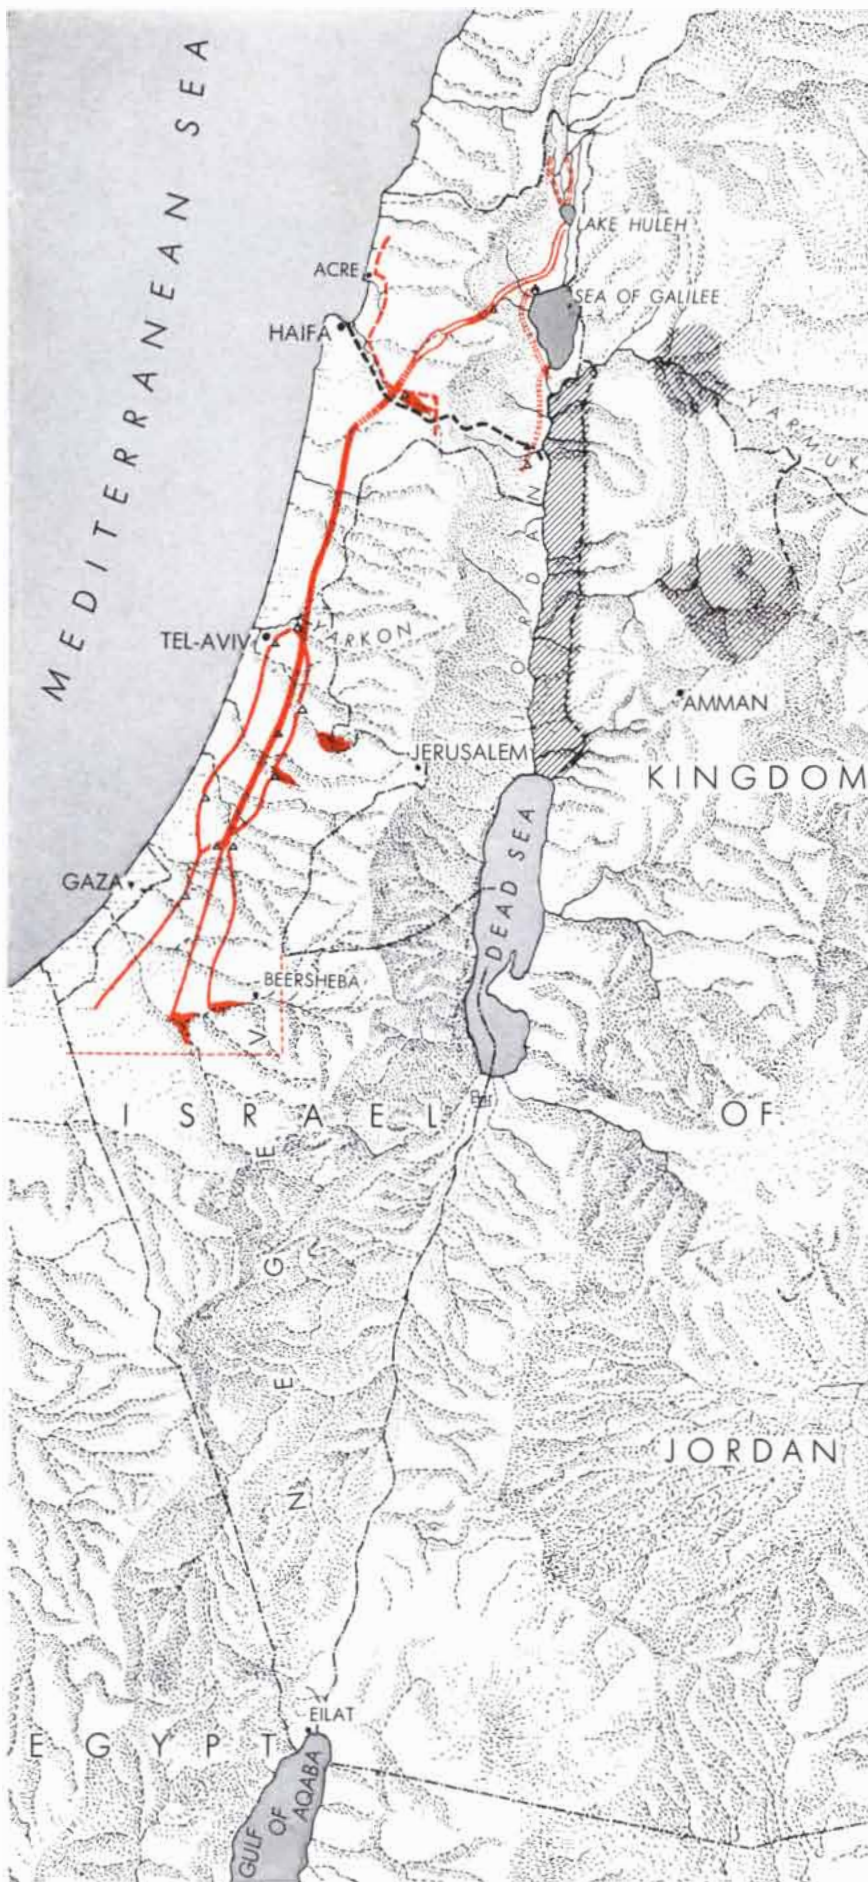 MEDITERRANEAN SEA
LAKE HULEH
ACRE
SEA OF GALILEE
HAIFA
YARMUK
JORDAN
TEL-AVIV
YARKON
AMMAN
JERUSALEM
KINGDOM
DEAD SEA
GAZA
BEERSHEBA
ISRAEL
OF
NEGEV
JORDAN
EILAT
EGYPT
GULF OF
AQABA